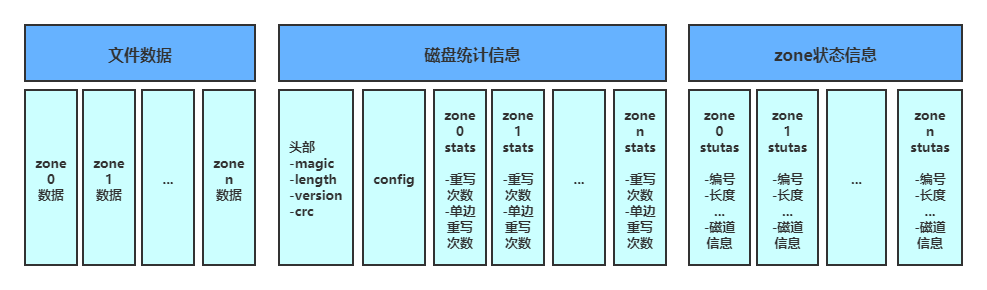 文件数据
zone
0
数据
zone
1
数据
...
zone
n
数据
磁盘统计信息
头部
-magic
-length
-version
-crc
config
zone
0
stats
-重写
次数
-单边
重写
次数
zone
1
stats
-重写
次数
-单边
重写
次数
...
zone
n
stats
-重写
次数
-单边
重写
次数
zone状态信息
zone
0
stutas
-编号
-长度
...
-磁道
信息
zone
1
stutas
-编号
-长度
...
-磁道
信息
...
zone
n
stutas
-编号
-长度
...
-磁道
信息